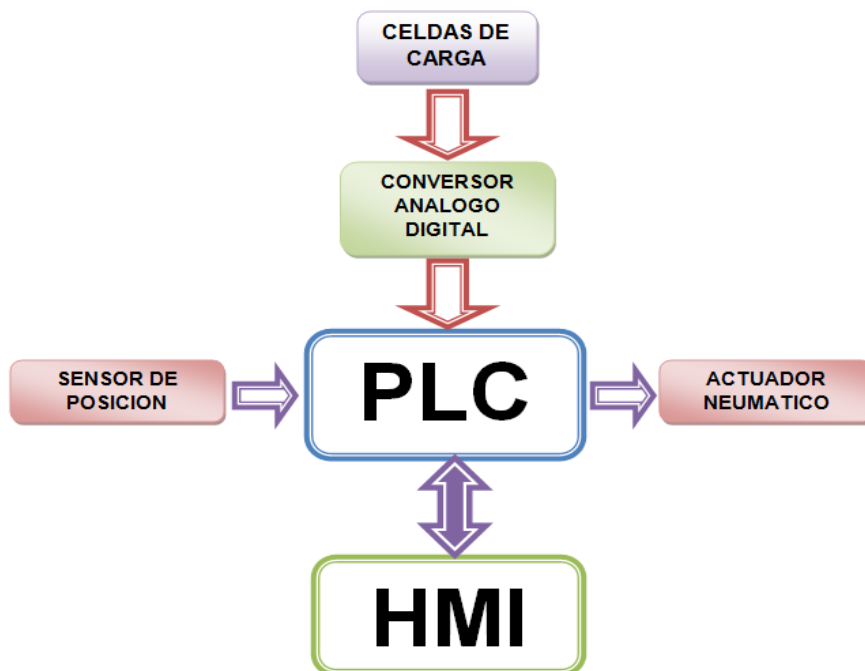 CELDAS DE
CARGA
CONVERSOR
ANALOGO
DIGITAL
SENSOR DE
POSICION
PLC
ACTUADOR
NEUMATICO
HMI